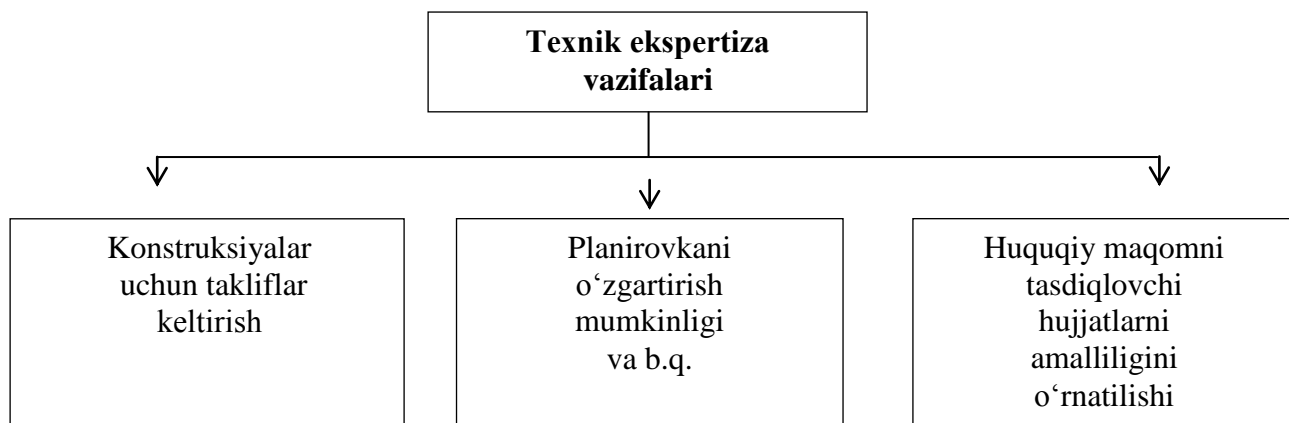 Texnik ekspertiza
vazifalari
Konstruksiyalar
uchun takliflar
keltirish
Planirovkani
o‘zgartirish
mumkinligi
va b.q.
Huquqiy maqomni
tasdiqlovchi
hujjatlarni
amalliligini
o‘rnatilishi